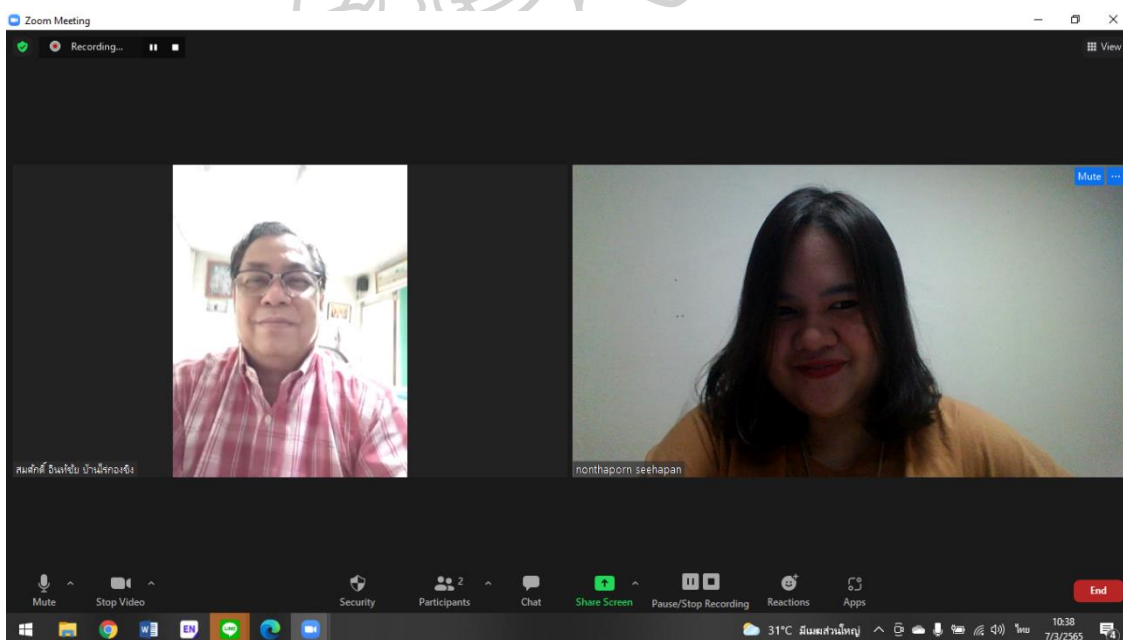 Zoom Meeting
Recording...
View
Mute
สมศักดิ์ อินทร์ชัย บ้านไร่กองขิง
nonthaporn seehapan
Mute
Stop Video
Security
Participants
2
Chat
Share Screen
Pause/Stop Recording
Reactions
Apps
End
W
EN
LINE
31°C มีเมฆส่วนใหญ่
ไทย
10:38
7/3/2565
4